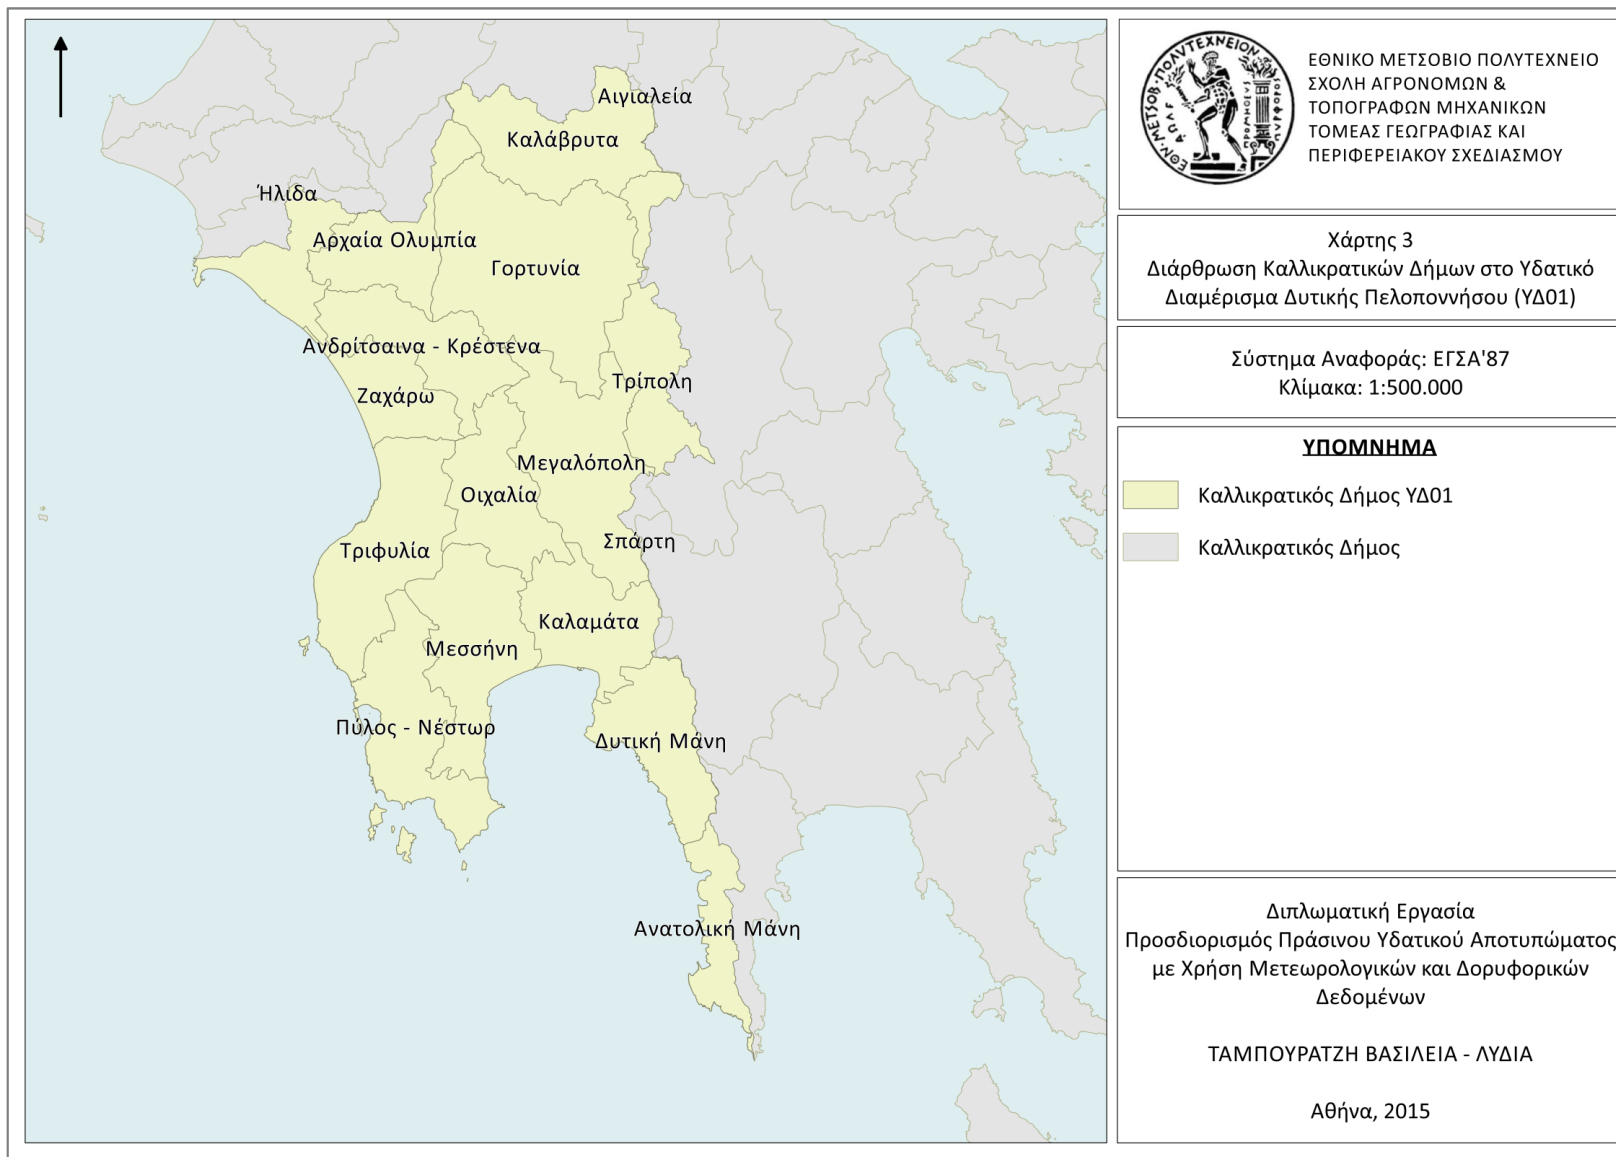 Αιγιαλεία
Καλάβρυτα
Ήλιδα
Αρχαία Ολυμπία
Γορτυνία
Ανδρίτσαινα - Κρέστενα
Τρίπολη
Ζαχάρω
Μεγαλόπολη
Οιχαλία
Σπάρτη
Τριφυλία
Καλαμάτα
Μεσσήνη
Πύλος - Νέστωρ
Δυτική Μάνη
Ανατολική Μάνη
ΕΘΝΙΚΟ ΜΕΤΣΟΒΙΟ ΠΟΛΥΤΕΧΝΕΙΟ
ΣΧΟΛΗ ΑΓΡΟΝΟΜΩΝ &
ΤΟΠΟΓΡΑΦΩΝ ΜΗΧΑΝΙΚΩΝ
ΤΟΜΕΑΣ ΓΕΩΓΡΑΦΙΑΣ ΚΑΙ
ΠΕΡΙΦΕΡΕΙΑΚΟΥ ΣΧΕΔΙΑΣΜΟΥ
Χάρτης 3
Διάρθρωση Καλλικρατικών Δήμων στο Υδατικό
Διαμέρισμα Δυτικής Πελοποννήσου (ΥΔ01)
Σύστημα Αναφοράς: ΕΓΣΑ'87
Κλίμακα: 1:500.000
ΥΠΟΜΝΗΜΑ
Καλλικρατικός Δήμος ΥΔ01
Καλλικρατικός Δήμος
Διπλωματική Εργασία
Προσδιορισμός Πράσινου Υδατικού Αποτυπώματος
με Χρήση Μετεωρολογικών και Δορυφορικών
Δεδομένων
ΤΑΜΠΟΥΡΑΤΖΗ ΒΑΣΙΛΕΙΑ - ΛΥΔΙΑ
Αθήνα, 2015